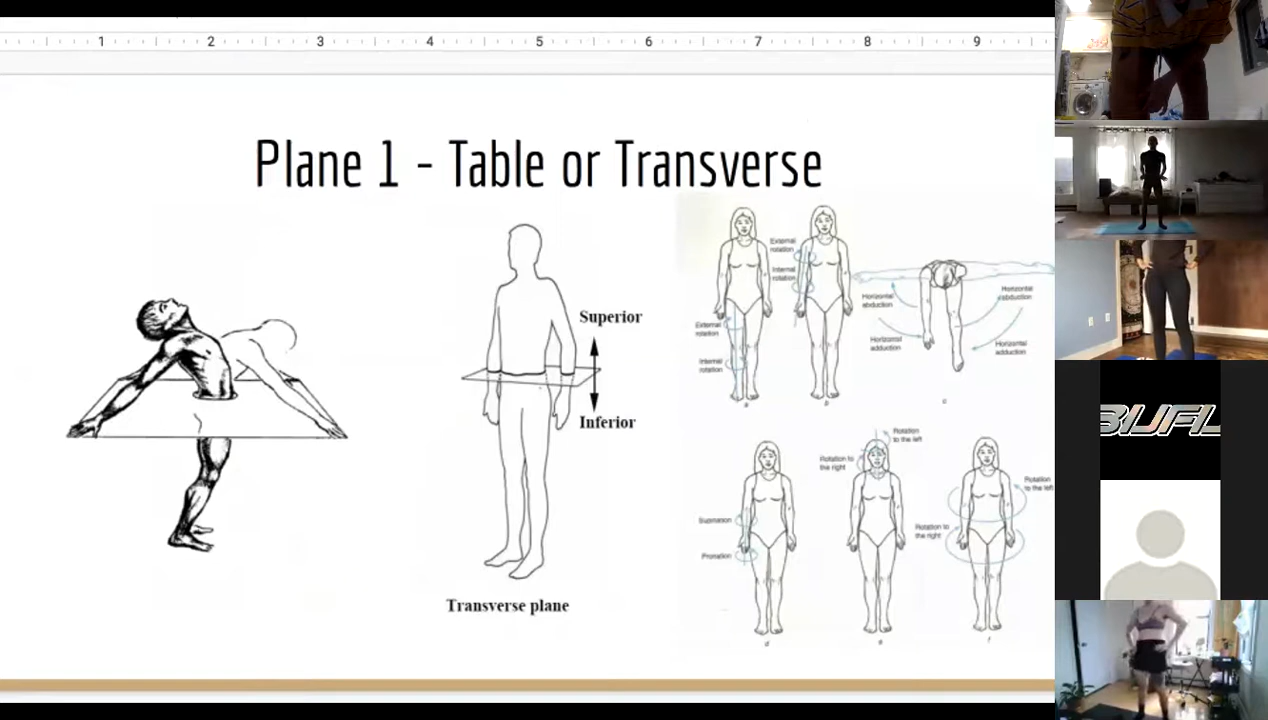 1 2 3 4 5 6 7 8 9
Plane 1 - Table or Transverse
Superior
Inferior
Transverse plane
External
rotation
Internal
rotation
External
rotation
Internal
rotation
Horizontal
abduction
Horizontal
adduction
Horizontal
abduction
Horizontal
adduction
a
b
c
Supination
Pronation
Rotation to
the right
Rotation
to the left
Rotation to
the right
Rotation
to the left
d
e
f
BUFU